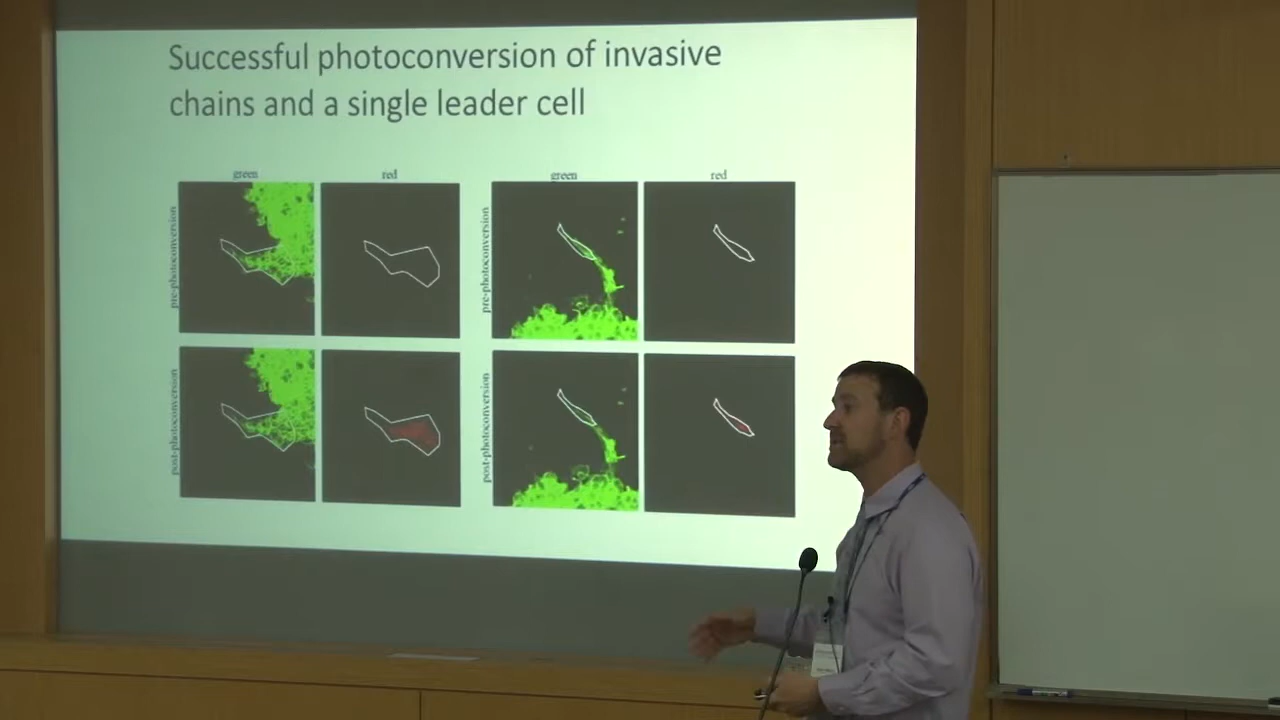 Successful photoconversion of invasive
chains and a single leader cell
green
red
green
red
pre-photoconversion
pre-photoconversion
post-photoconversion
post-photoconversion